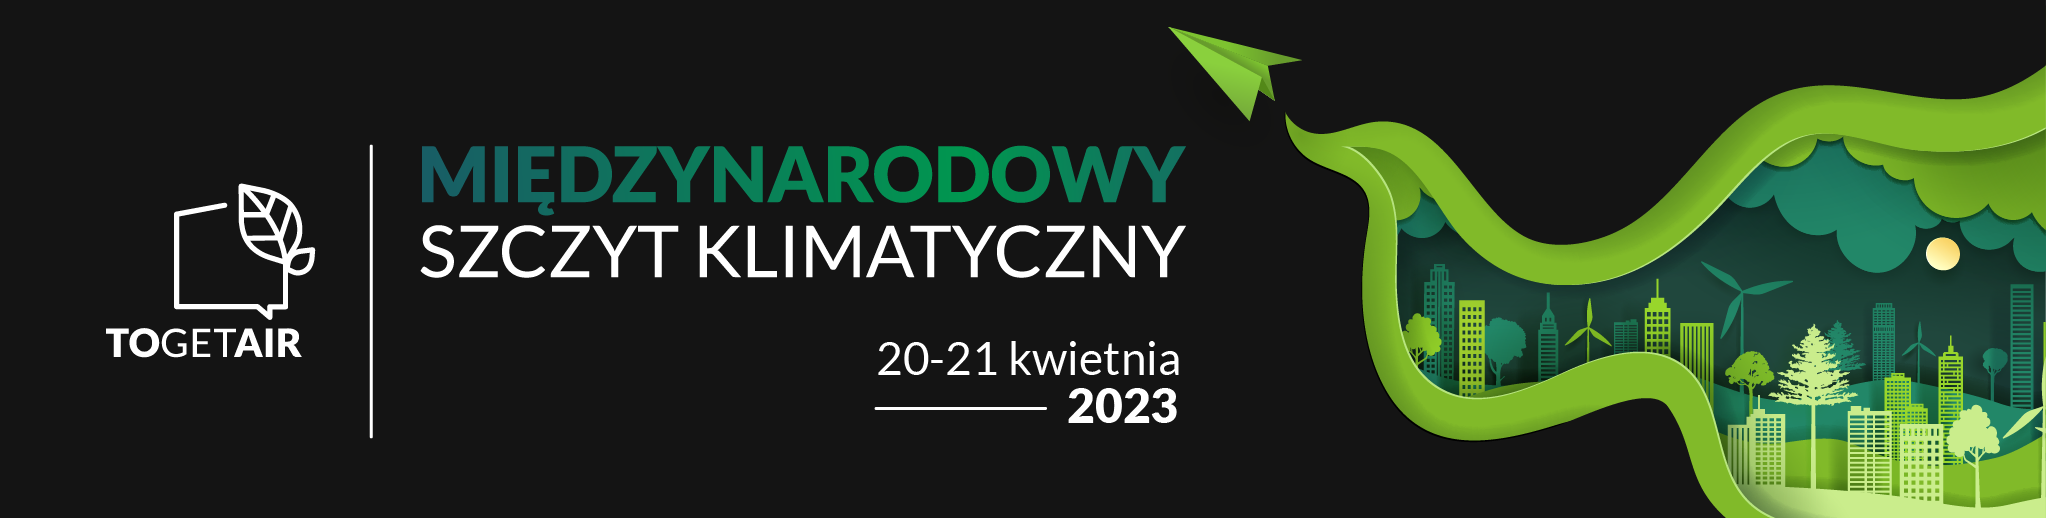 TOGETAIR
MIĘDZYNARODOWY
SZCZYT KLIMATYCZNY
20-21 kwietnia
2023